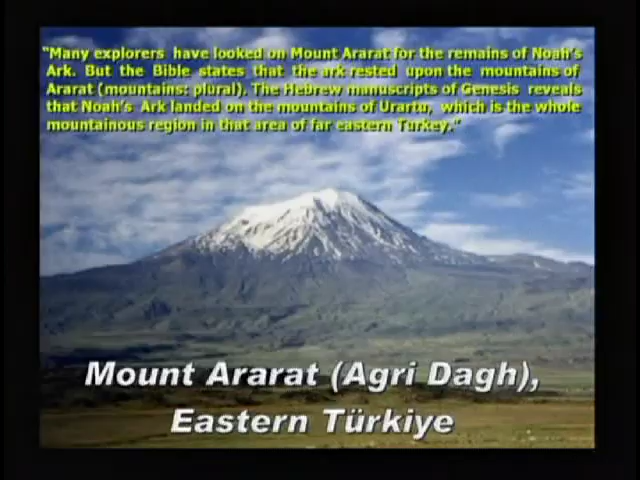 "Many explorers have looked on Mount Ararat for the remains of Noah's
Ark. But the Bible states that the ark rested upon the mountains of
Ararat (mountains: plural). The Hebrew manuscripts of Genesis reveals
that Noah's Ark landed on the mountains of Urartu, which is the whole
mountainous region in that area of far eastern Turkey."
Mount Ararat (Agri Dagh),
Eastern Türkiye